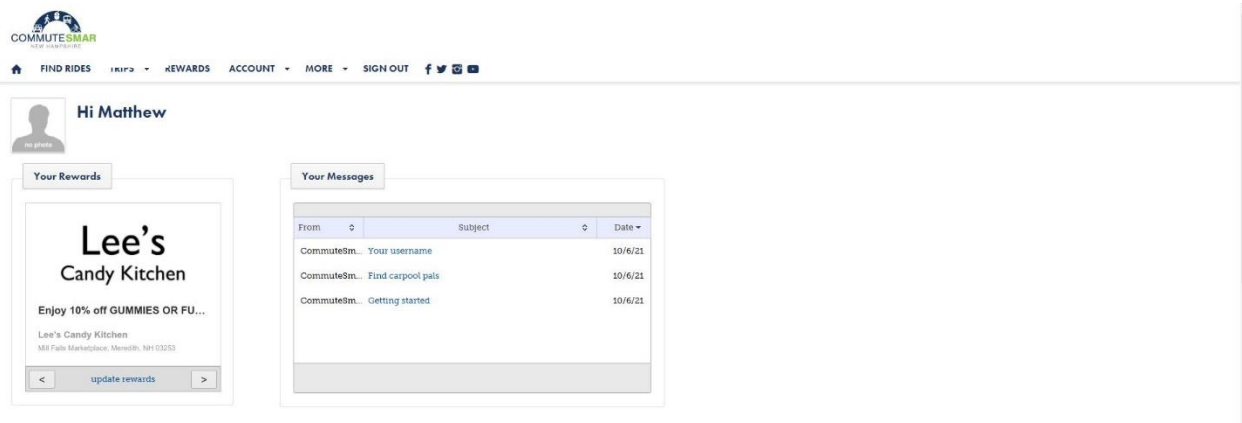 COMMUTESMAR
NEW HAMPSHIRE
FIND RIDES TRIPS REWARDS ACCOUNT MORE SIGN OUT
Hi Matthew
no photo
Your Rewards
Lee's
Candy Kitchen
Enjoy 10% off GUMMIES OR FU...
Lee's Candy Kitchen
Mill Falls Marketplace, Meredith, NH 03253
< update rewards >
Your Messages
From Subject Date
CommuteSm... Your username 10/6/21
CommuteSm... Find carpool pals 10/6/21
CommuteSm... Getting started 10/6/21